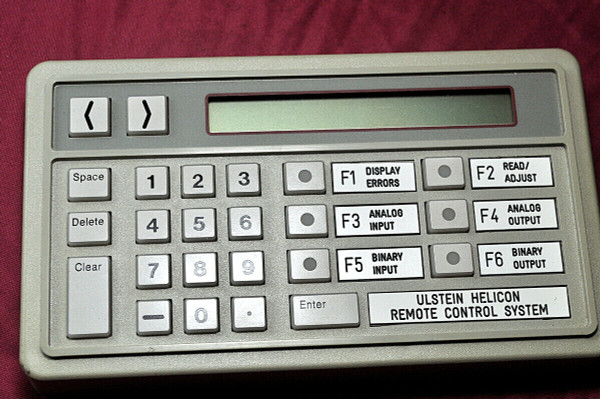 < >
Space 1 2 3 F1 DISPLAY ERRORS F2 READ/ ADJUST
Delete 4 5 6 F3 ANALOG INPUT F4 ANALOG OUTPUT
Clear 7 8 9 F5 BINARY INPUT F6 BINARY OUTPUT
— 0 . Enter ULSTEIN HELICON
REMOTE CONTROL SYSTEM